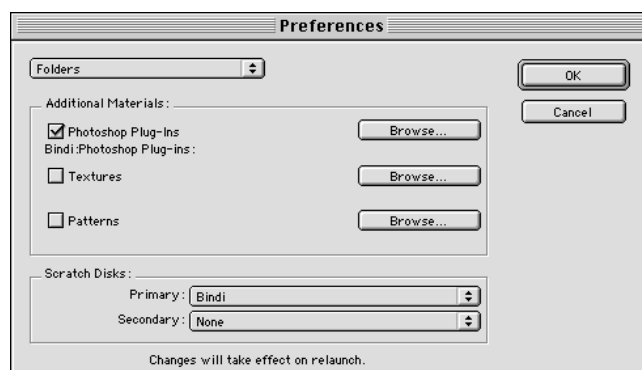 Preferences
Folders
OK
Cancel
Additional Materials:
Photoshop Plug-Ins
Browse...
Bindi:Photoshop Plug-ins:
Textures
Browse...
Patterns
Browse...
Scratch Disks:
Primary: Bindi
Secondary: None
Changes will take effect on relaunch.